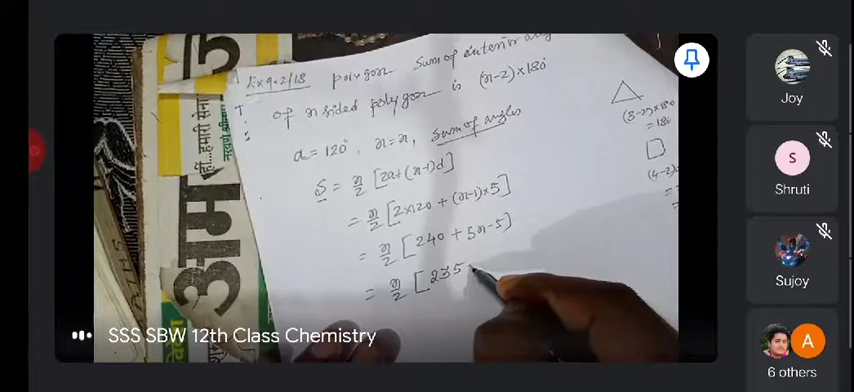 Ex 9.2/18 polygon Sum of interior ang
of n sided polygon is (n-2)×180°
a = 120°, n = n, Sum of angles
S = n/2 [2a+(n-1)d]
= n/2 [2×120 + (n-1)×5]
= n/2 [240 + 5n-5]
= n/2 [235
(3-2)×180
= 180
(4-2)
हमारी सेना
SSS SBW 12th Class Chemistry
Joy
S
Shruti
Sujoy
A
6 others